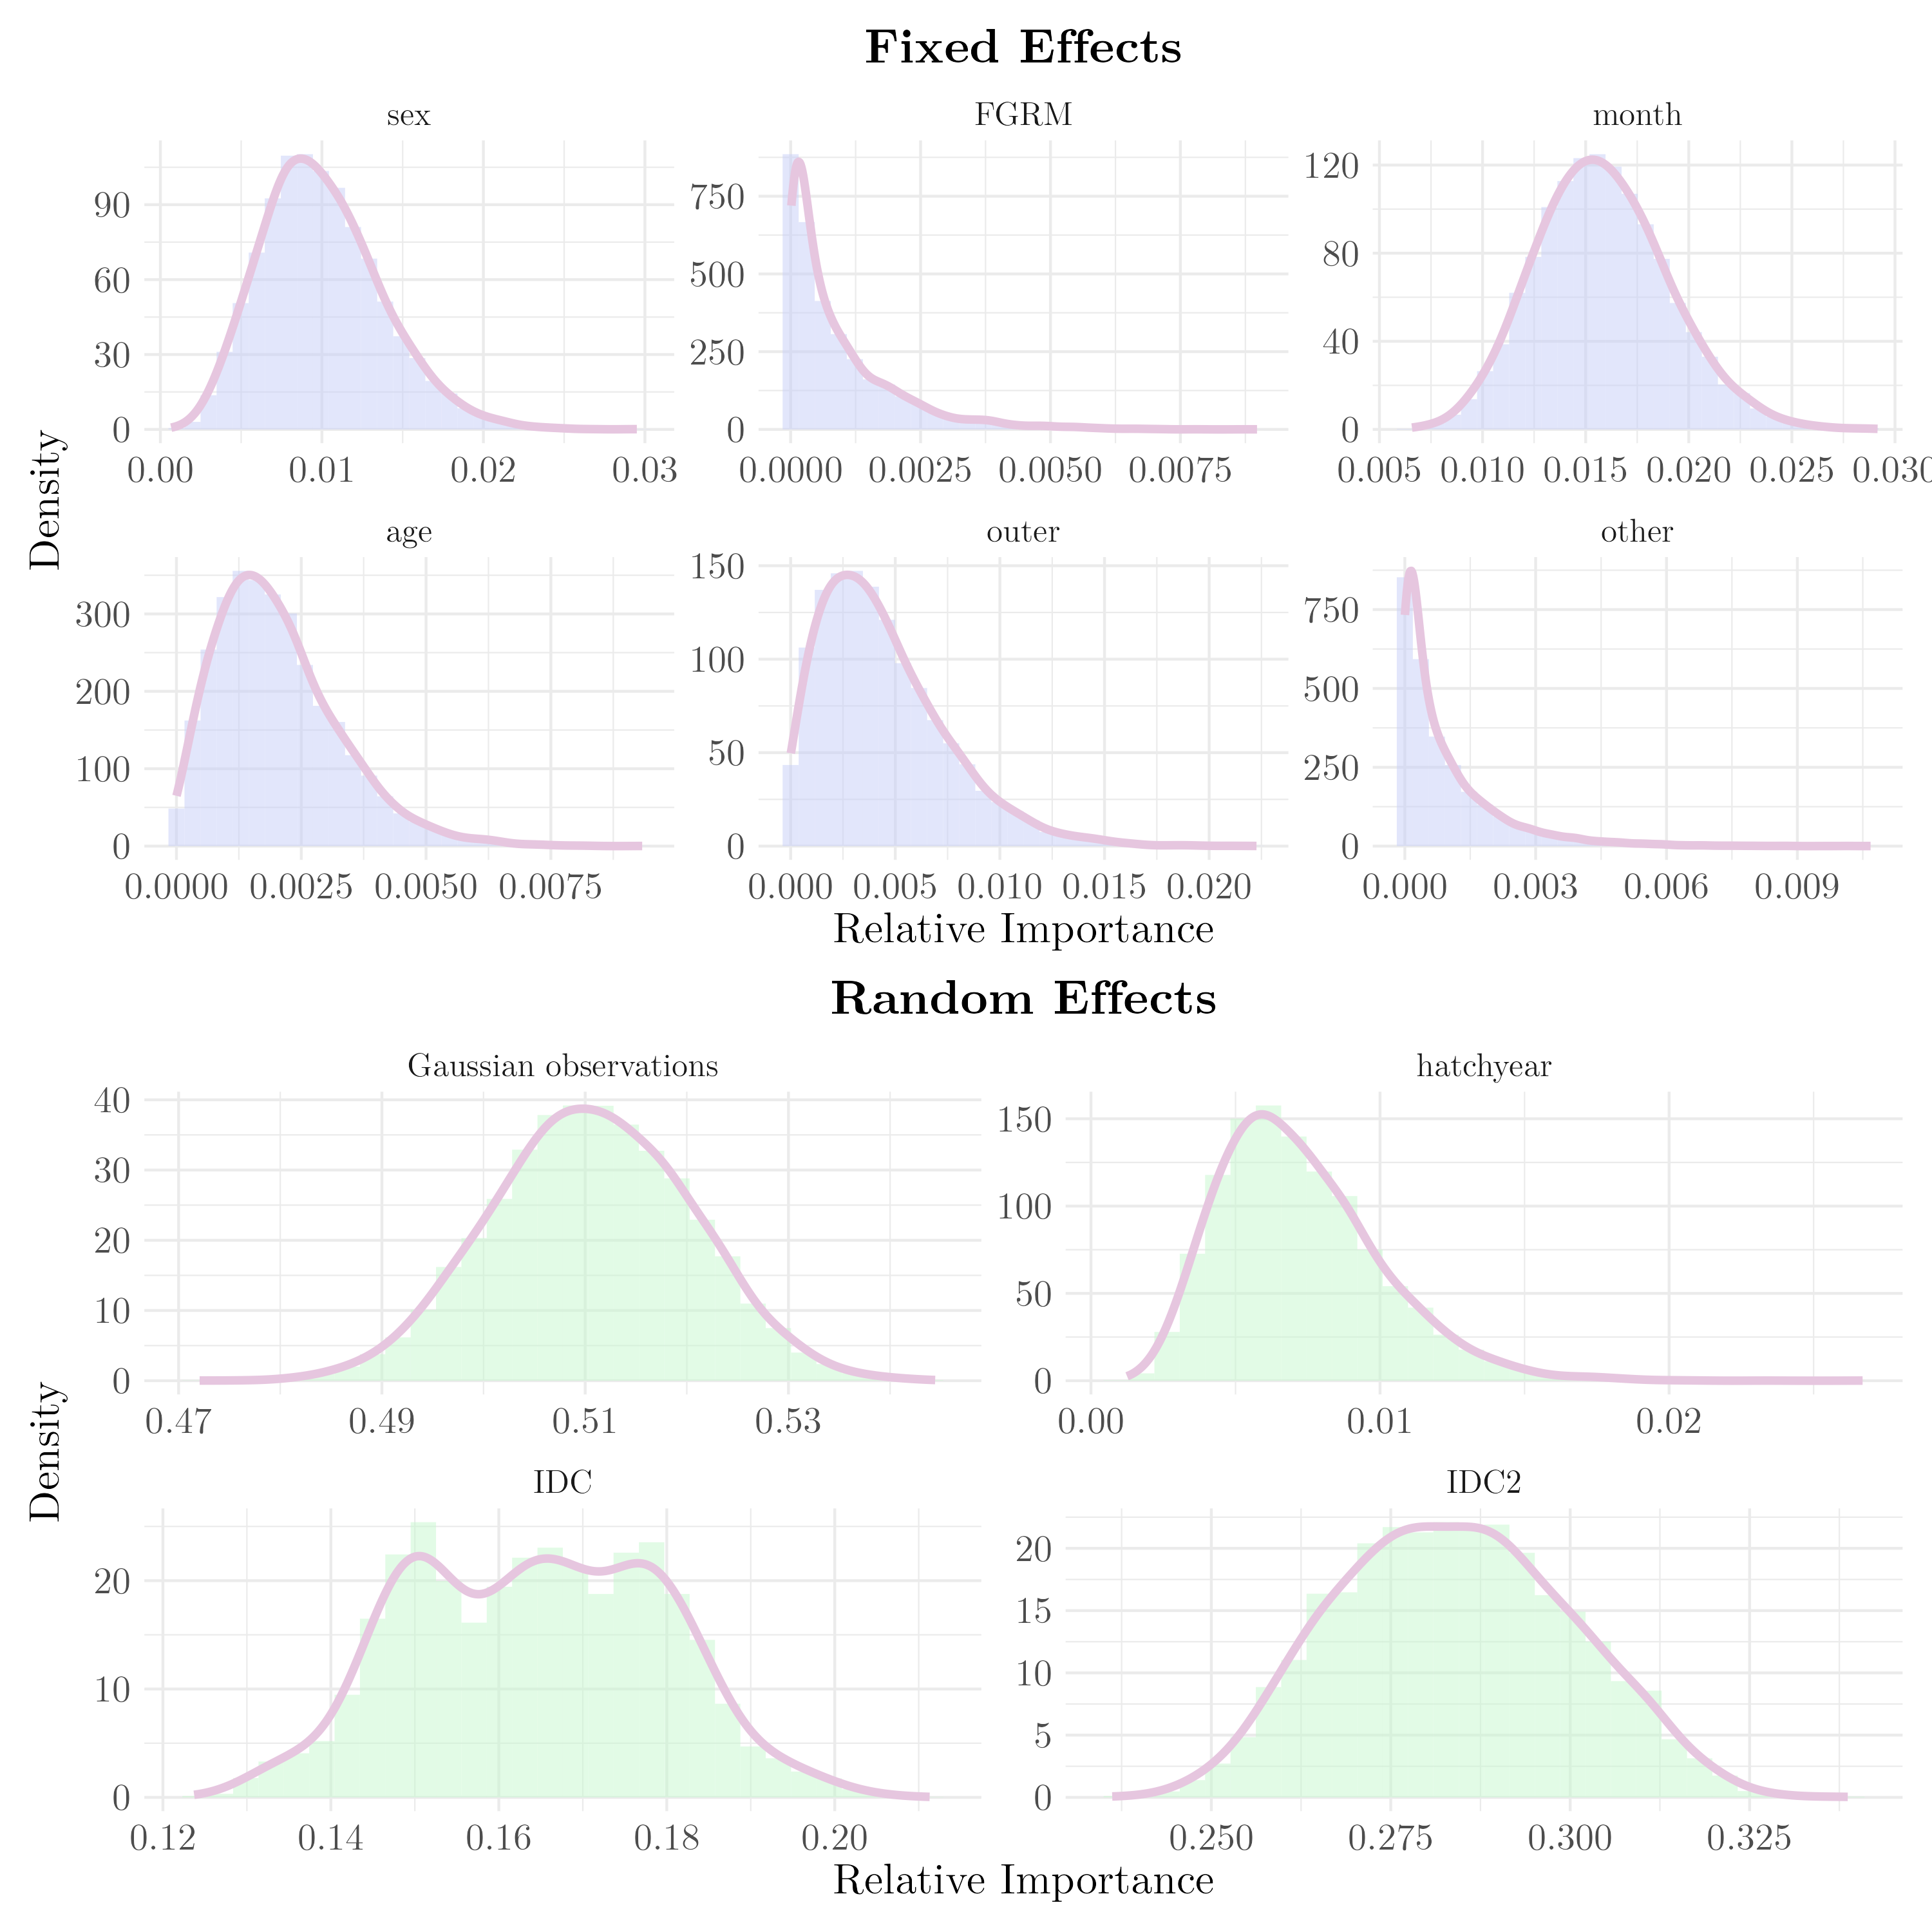 Fixed Effects
sex FGRM month
90
60
30
0
0.00 0.01 0.02 0.03
750
500
250
0
0.0000 0.0025 0.0050 0.0075
120
80
40
0
0.005 0.010 0.015 0.020 0.025 0.030
Density
age outer other
300
200
100
0
0.0000 0.0025 0.0050 0.0075
150
100
50
0
0.000 0.005 0.010 0.015 0.020
750
500
250
0
0.000 0.003 0.006 0.009
Relative Importance
Random Effects
Gaussian observations hatchyear
40
30
20
10
0
0.47 0.49 0.51 0.53
150
100
50
0
0.00 0.01 0.02
Density
IDC IDC2
20
10
0
0.12 0.14 0.16 0.18 0.20
20
15
10
5
0
0.250 0.275 0.300 0.325
Relative Importance